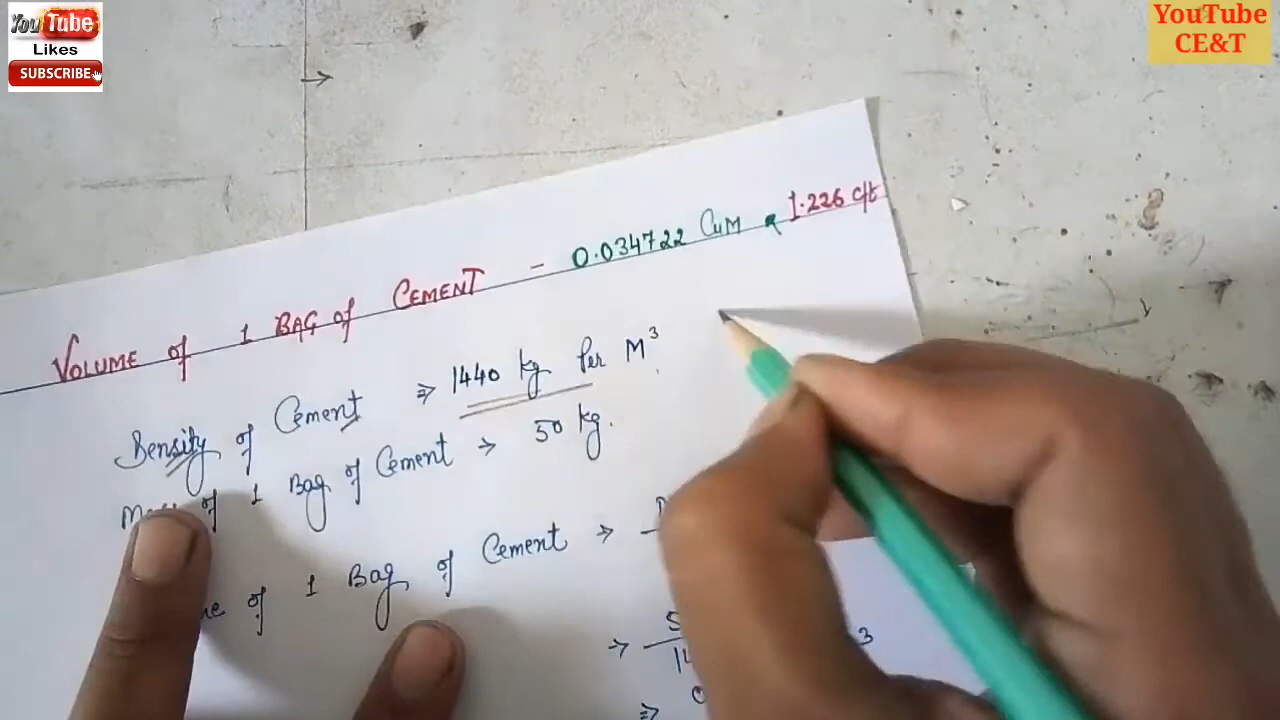 YouTube
Likes
SUBSCRIBE
YouTube
CE&T
VOLUME of 1 BAG of CEMENT - 0.034722 CUM 1.226 cft
Density of Cement ⇒ 1440 kg Per M³
of 1 Bag of Cement → 50 kg.
of 1 Bag of Cement →
→
⇒